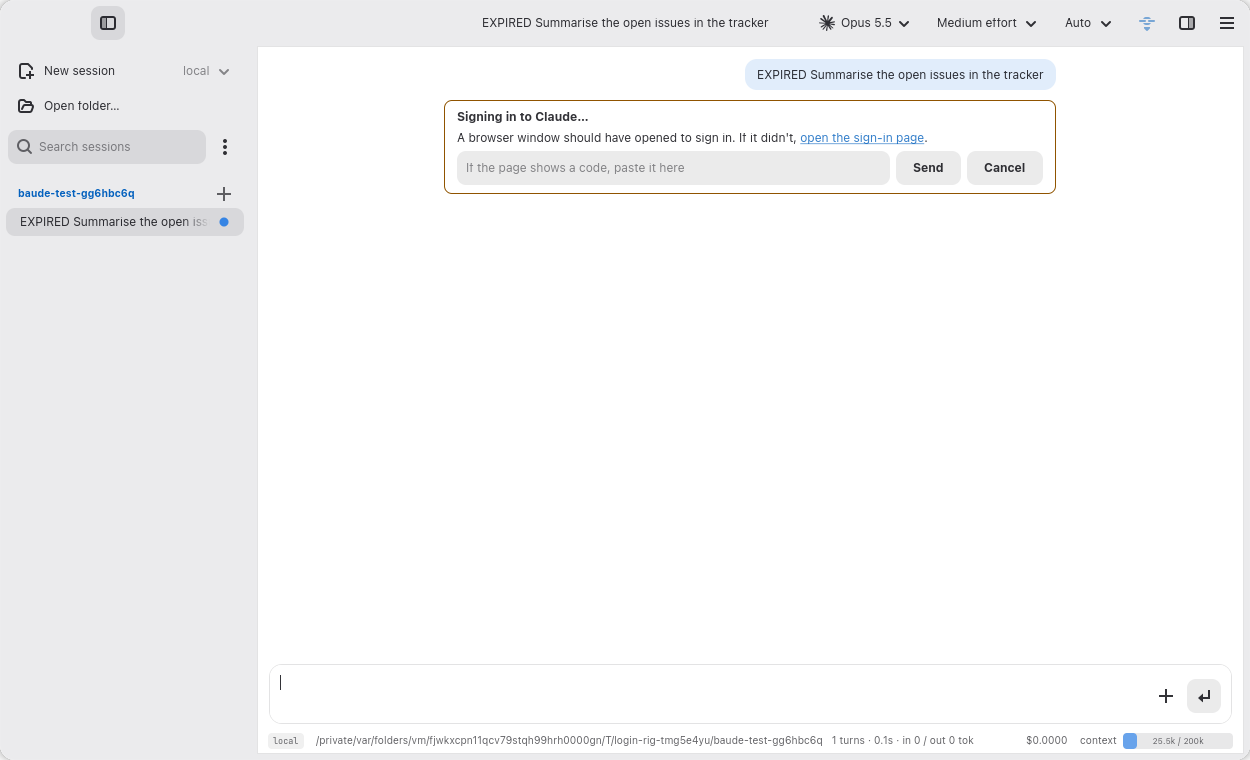 EXPIRED Summarise the open issues in the tracker
Opus 5.5
Medium effort
Auto
New session
local
Open folder...
Search sessions
baude-test-gg6hbc6q
EXPIRED Summarise the open iss
EXPIRED Summarise the open issues in the tracker
Signing in to Claude...
A browser window should have opened to sign in. If it didn't, open the sign-in page.
If the page shows a code, paste it here
Send
Cancel
local /private/var/folders/vm/fjwkxcpn11qcv79stqh99hrh0000gn/T/login-rig-tmg5e4yu/baude-test-gg6hbc6q 1 turns · 0.1s · in 0 / out 0 tok $0.0000 context 25.5k / 200k